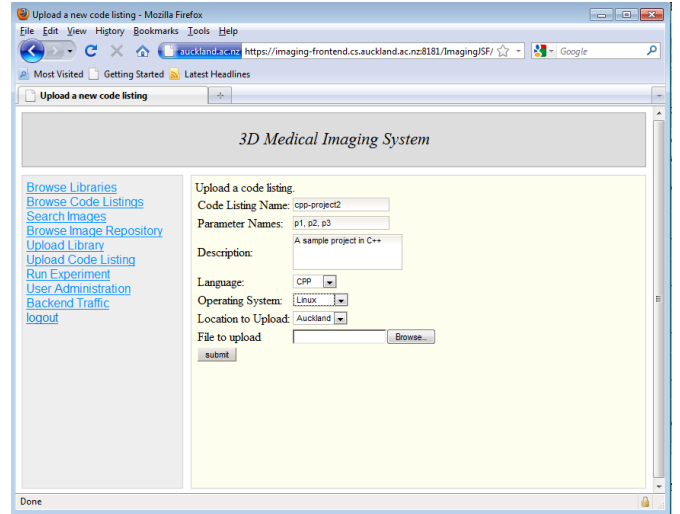 Upload a new code listing - Mozilla Firefox
File Edit View History Bookmarks Tools Help
auckland.ac.nz https://imaging-frontend.cs.auckland.ac.nz:8181/ImagingJSF/ Google
Most Visited Getting Started Latest Headlines
Upload a new code listing
3D Medical Imaging System
Browse Libraries
Browse Code Listings
Search Images
Browse Image Repository
Upload Library
Upload Code Listing
Run Experiment
User Administration
Backend Traffic
logout
Upload a code listing.
Code Listing Name: cpp-project2
Parameter Names: p1, p2, p3
Description: A sample project in C++
Language: CPP
Operating System: Linux
Location to Upload: Auckland
File to upload Browse...
submit
Done